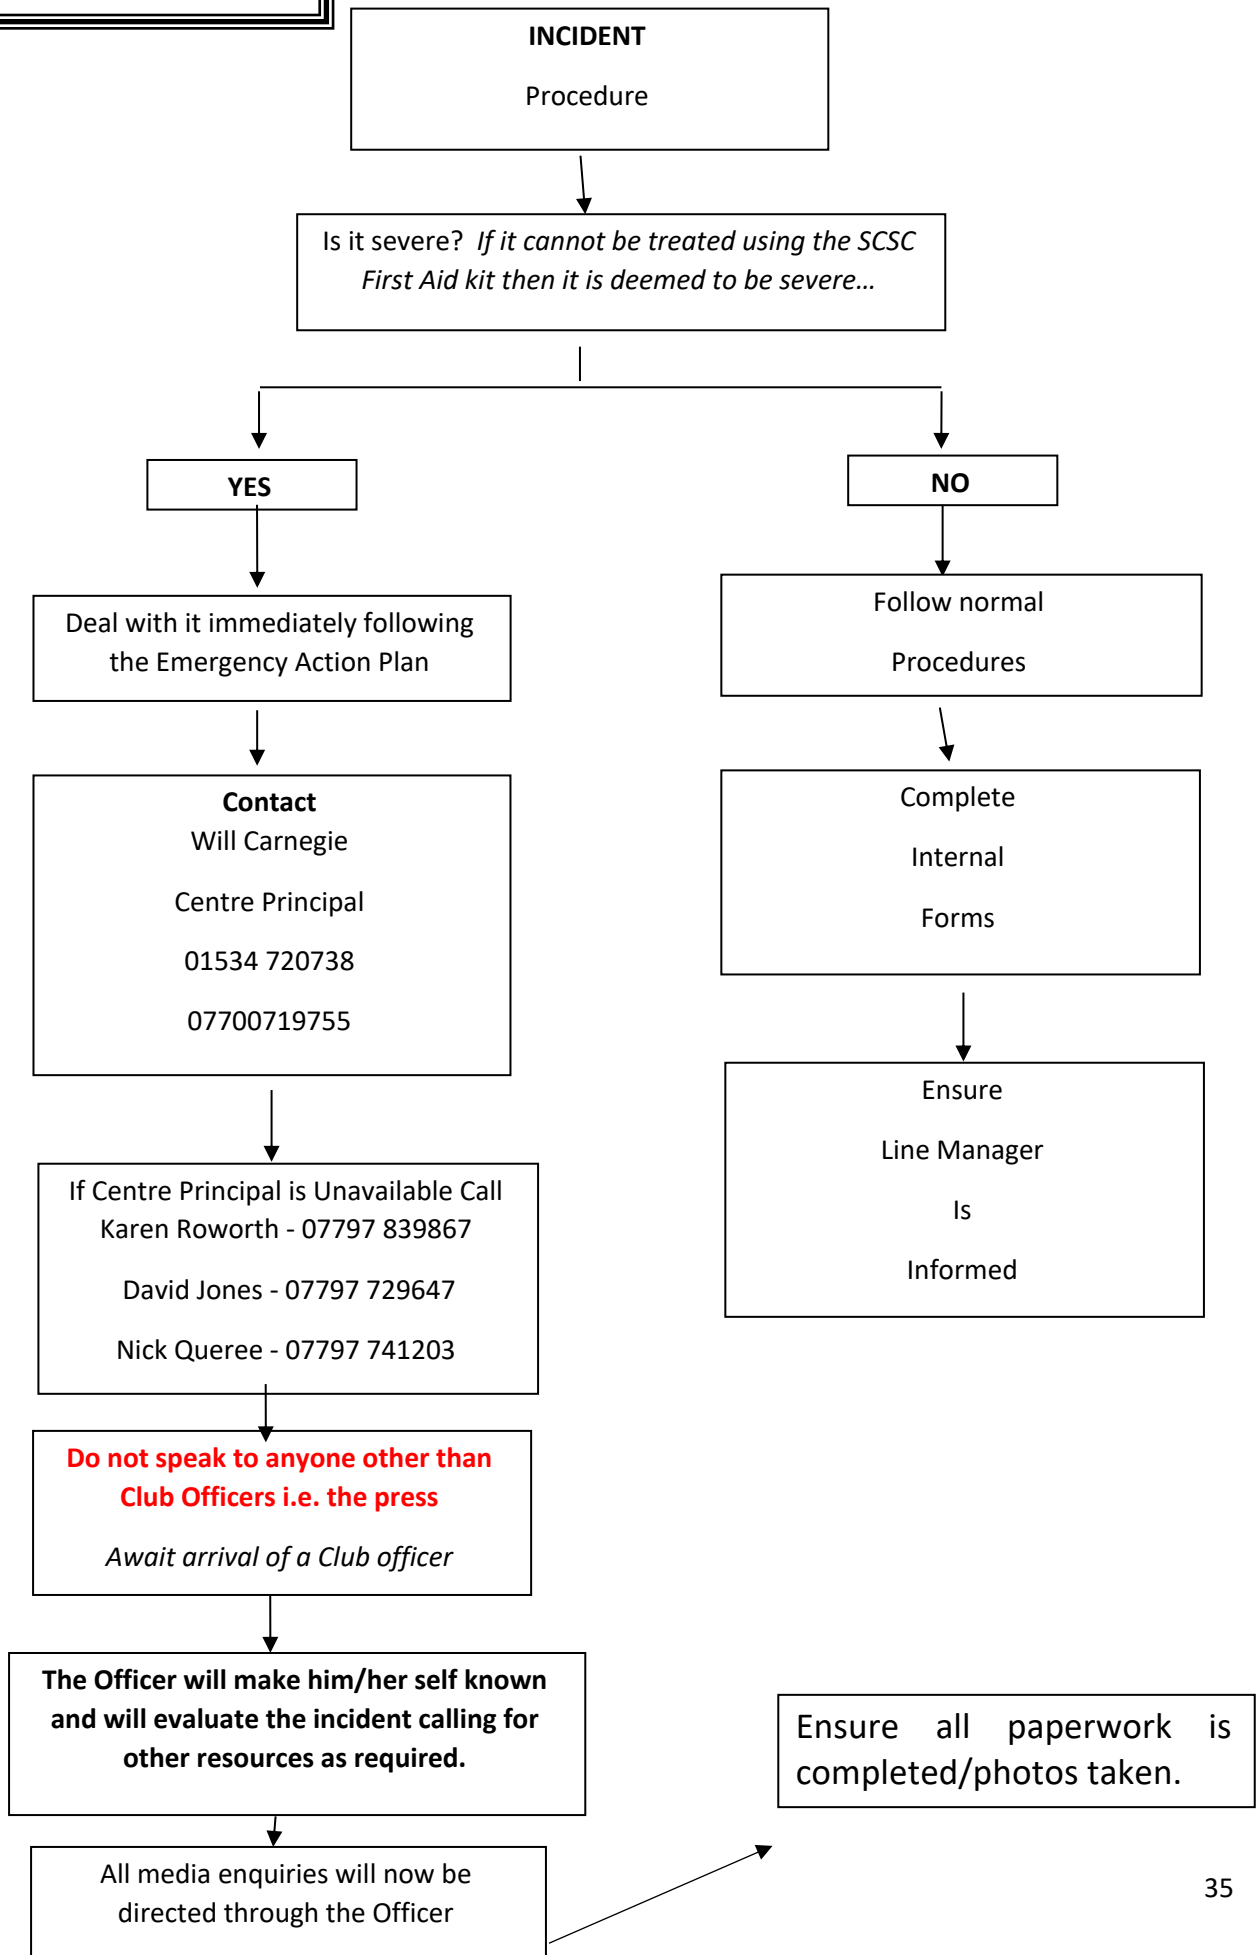 INCIDENT
Procedure
Is it severe? If it cannot be treated using the SCSC
First Aid kit then it is deemed to be severe…
YES
NO
Deal with it immediately following
the Emergency Action Plan
Follow normal
Procedures
Contact
Will Carnegie
Centre Principal
01534 720738
07700719755
Complete
Internal
Forms
If Centre Principal is Unavailable Call
Karen Roworth - 07797 839867
David Jones - 07797 729647
Nick Queree - 07797 741203
Ensure
Line Manager
Is
Informed
Do not speak to anyone other than
Club Officers i.e. the press
Await arrival of a Club officer
The Officer will make him/her self known
and will evaluate the incident calling for
other resources as required.
Ensure all paperwork is
completed/photos taken.
All media enquiries will now be
directed through the Officer
35